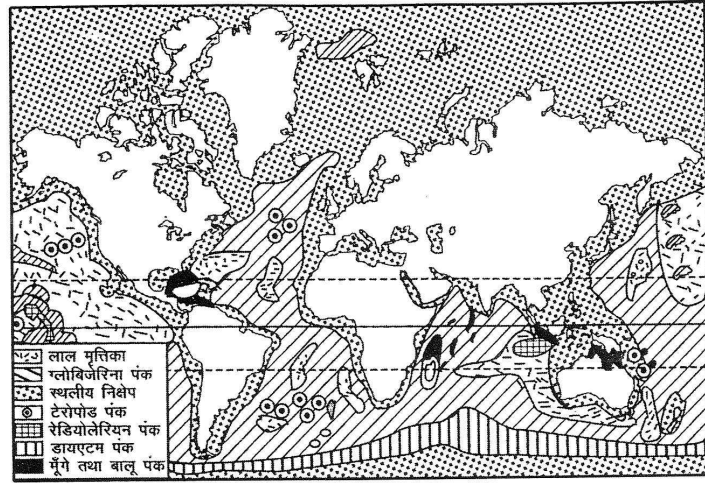 लाल मृत्तिका
ग्लोबिजेरिना पंक
स्थलीय निक्षेप
टेरोपोड पंक
रेडियोलेरियन पंक
डायएटम पंक
मूँगे तथा बालू पंक